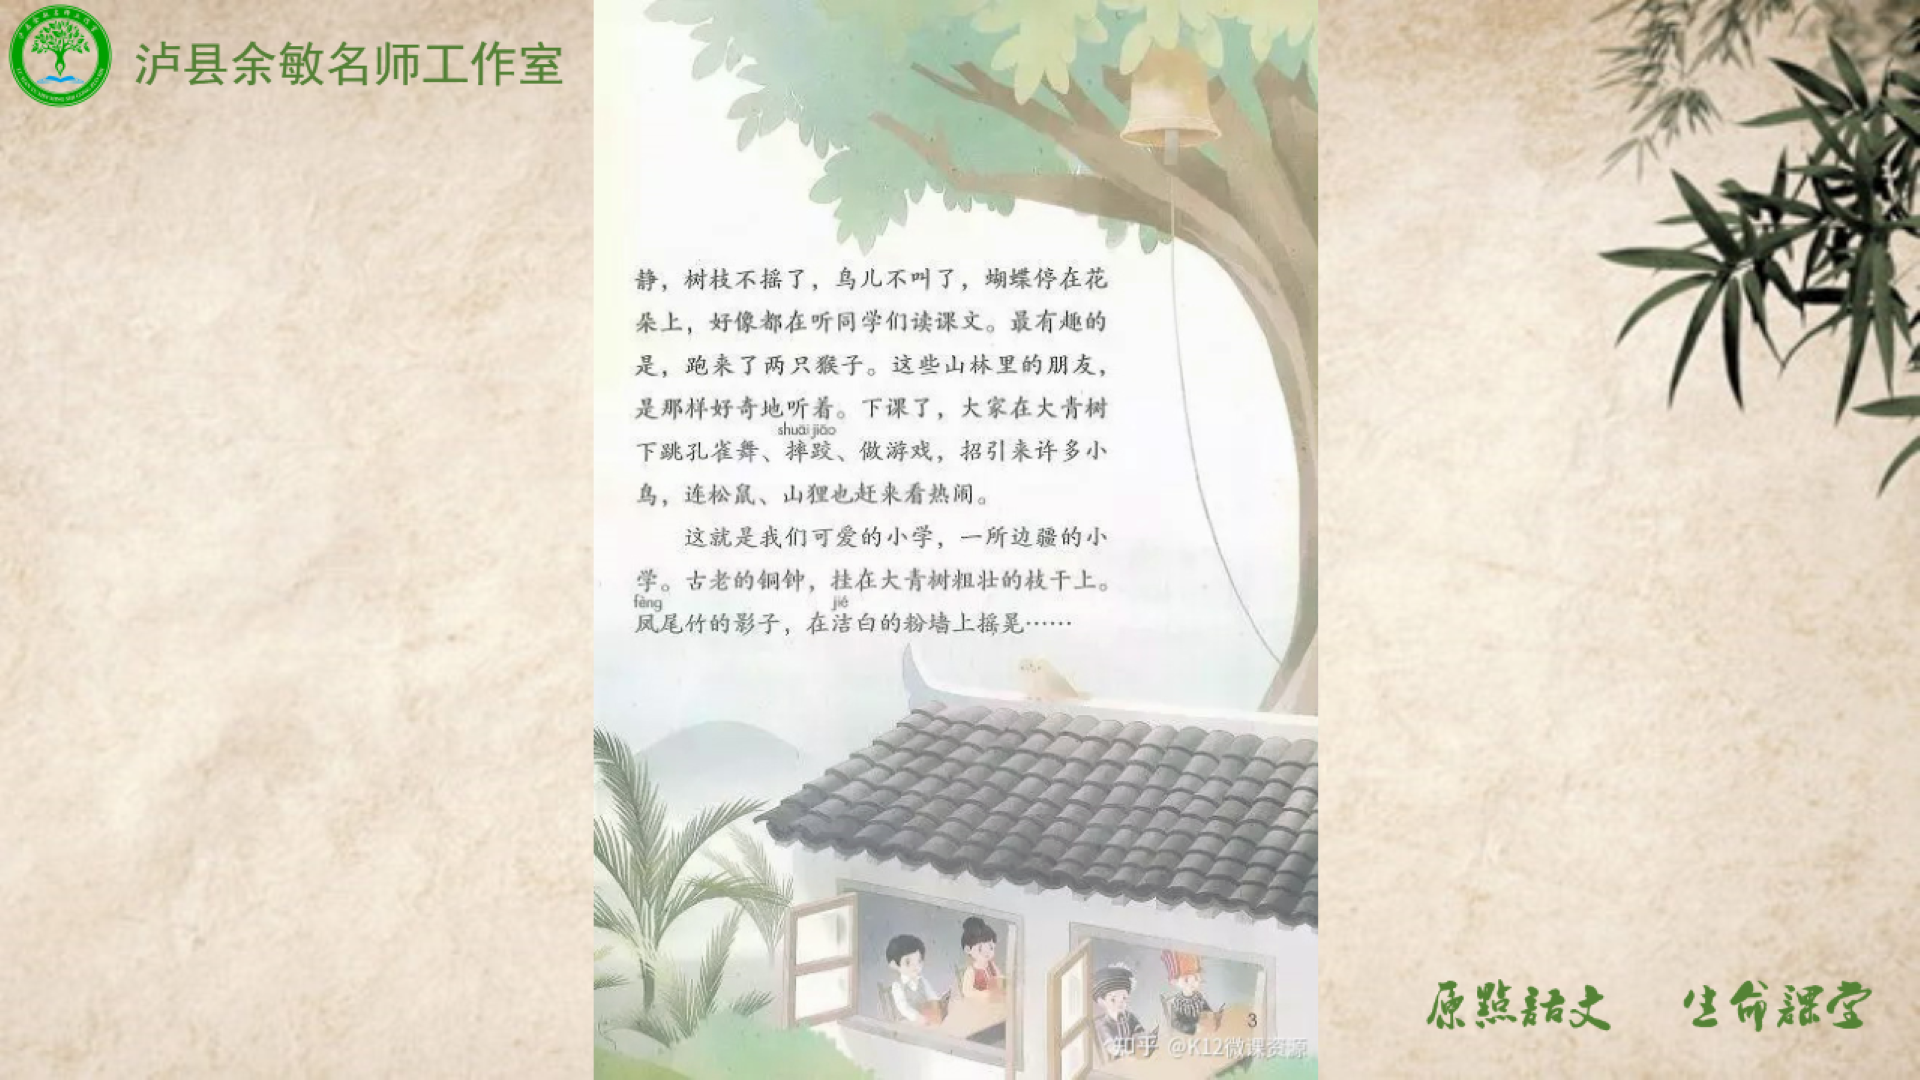 泸县余敏名师工作室
静，树枝不摇了，鸟儿不叫了，蝴蝶停在花
朵上，好像都在听同学们读课文。最有趣的
是，跑来了两只猴子。这些山林里的朋友，
是那样好奇地听着。下课了，大家在大青树
shuāi jiāo
下跳孔雀舞、摔跤、做游戏，招引来许多小
鸟，连松鼠、山狸也赶来看热闹。
这就是我们可爱的小学，一所边疆的小
学。古老的铜钟，挂在大青树粗壮的枝干上。
fèng jié
凤尾竹的影子，在洁白的粉墙上摇晃……
3
知乎 @K12微课资源
原點語文 生命課堂